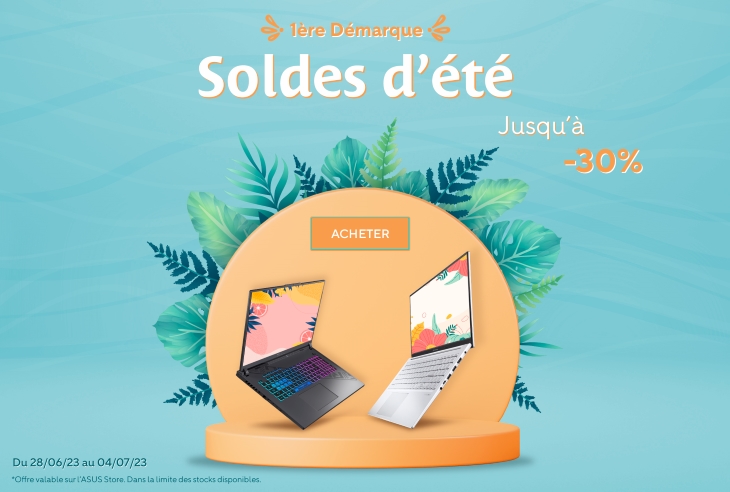 1ère Démarque
Soldes d'été
Jusqu'à
-30%
ACHETER
Du 28/06/23 au 04/07/23
*Offre valable sur l'ASUS Store. Dans la limite des stocks disponibles.